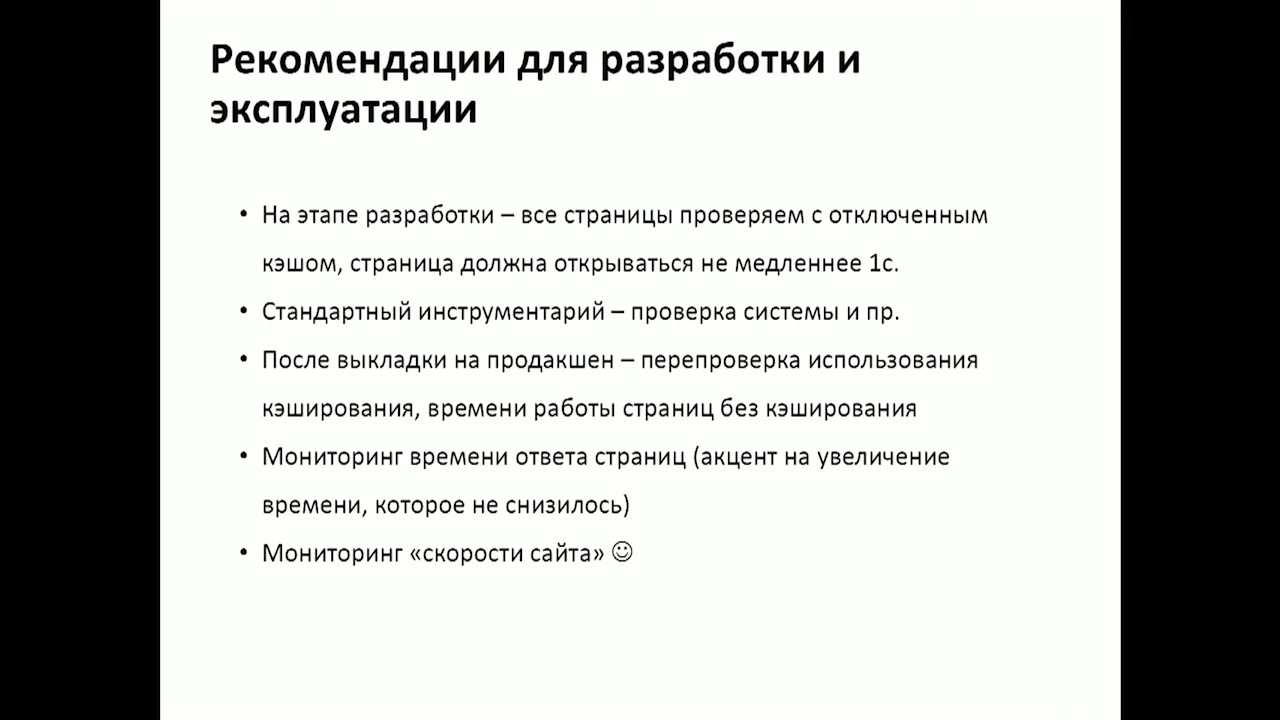 Рекомендации для разработки и
эксплуатации
• На этапе разработки – все страницы проверяем с отключенным
кэшом, страница должна открываться не медленнее 1с.
• Стандартный инструментарий – проверка системы и пр.
• После выкладки на продакшен – перепроверка использования
кэширования, времени работы страниц без кэширования
• Мониторинг времени ответа страниц (акцент на увеличение
времени, которое не снизилось)
• Мониторинг «скорости сайта» ☺